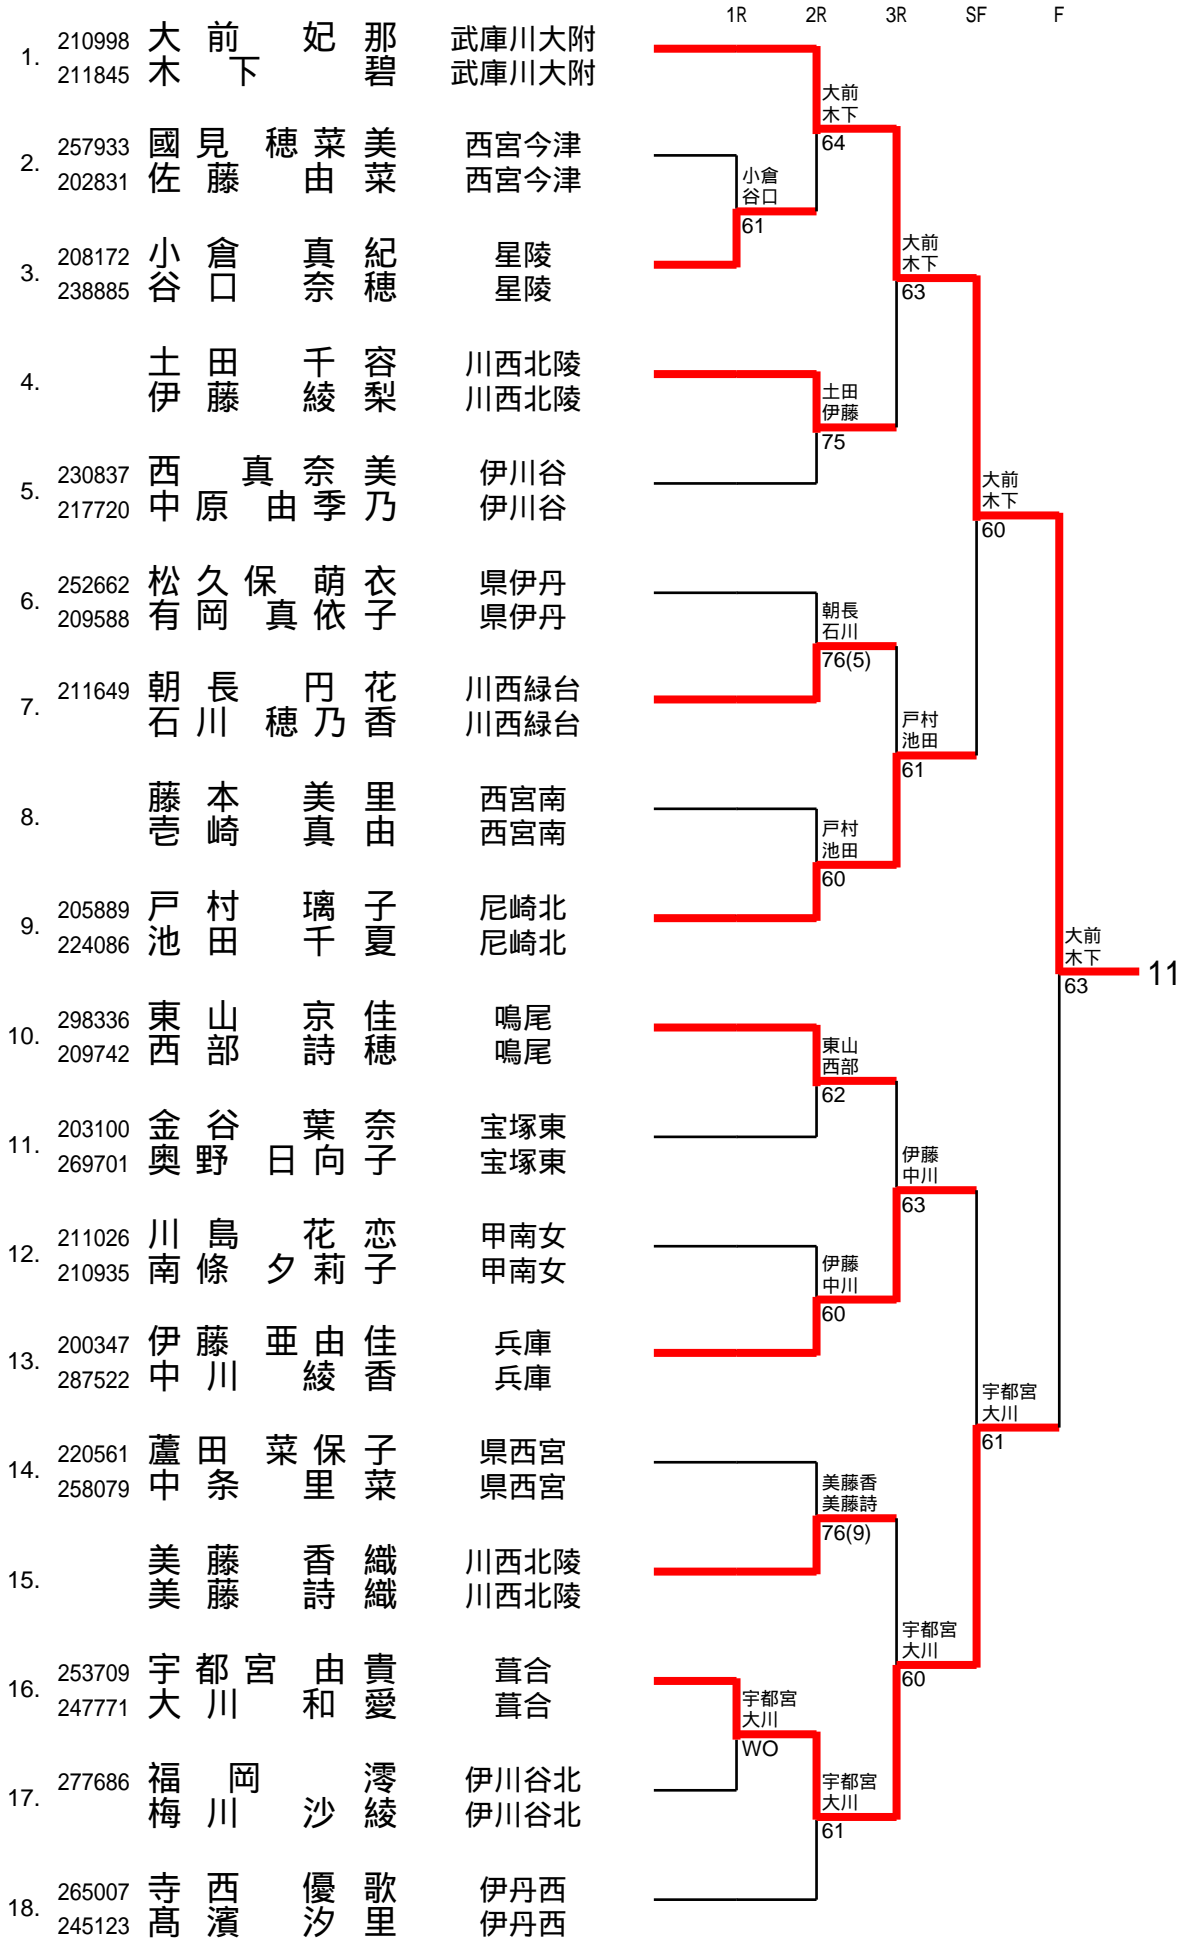 1R 2R 3R SF F
1. 210998 大前 妃那 武庫川大附
211845 木下 碧 武庫川大附
大前
木下
64
2. 257933 國見 穂菜美 西宮今津
202831 佐藤 由菜 西宮今津
小倉
谷口
61
3. 208172 小倉 真紀 星陵
238885 谷口 奈穂 星陵
大前
木下
63
4. 土田 千容 川西北陵
伊藤 綾梨 川西北陵
土田
伊藤
75
5. 230837 西 真奈美 伊川谷
217720 中原 由季乃 伊川谷
大前
木下
60
6. 252662 松久保 萌衣 県伊丹
209588 有岡 真依子 県伊丹
朝長
石川
76(5)
7. 211649 朝長 円花 川西緑台
石川 穂乃香 川西緑台
戸村
池田
61
8. 藤本 美里 西宮南
壱崎 真由 西宮南
戸村
池田
60
9. 205889 戸村 璃子 尼崎北
224086 池田 千夏 尼崎北
大前
木下
63
11
10. 298336 東山 京佳 鳴尾
209742 西部 詩穂 鳴尾
東山
西部
62
11. 203100 金谷 葉奈 宝塚東
269701 奥野 日向子 宝塚東
伊藤
中川
63
12. 211026 川島 花恋 甲南女
210935 南條 夕莉子 甲南女
伊藤
中川
60
13. 200347 伊藤 亜由佳 兵庫
287522 中川 綾香 兵庫
宇都宮
大川
61
14. 220561 蘆田 菜保子 県西宮
258079 中条 里菜 県西宮
美藤香
美藤詩
76(9)
15. 美藤 香織 川西北陵
美藤 詩織 川西北陵
宇都宮
大川
60
16. 253709 宇都宮 由貴 葺合
247771 大川 和愛 葺合
宇都宮
大川
WO
17. 277686 福岡 澪 伊川谷北
梅川 沙綾 伊川谷北
宇都宮
大川
61
18. 265007 寺西 優歌 伊丹西
245123 髙濱 汐里 伊丹西